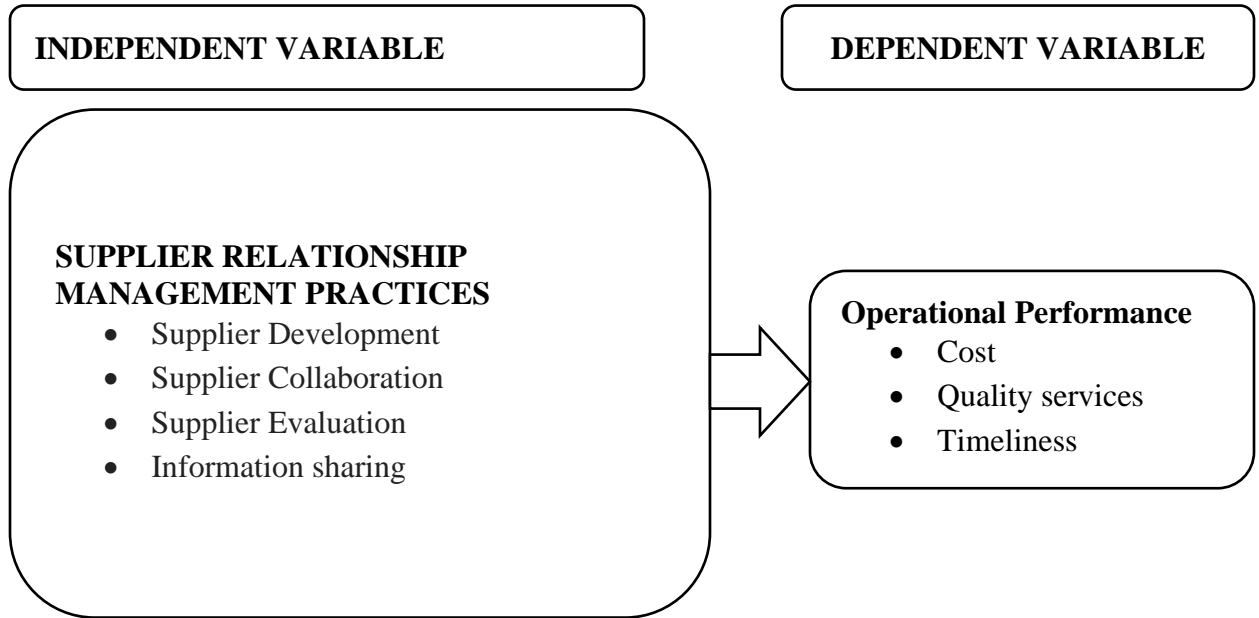 INDEPENDENT VARIABLE
DEPENDENT VARIABLE
SUPPLIER RELATIONSHIP
MANAGEMENT PRACTICES
• Supplier Development
• Supplier Collaboration
• Supplier Evaluation
• Information sharing
Operational Performance
• Cost
• Quality services
• Timeliness